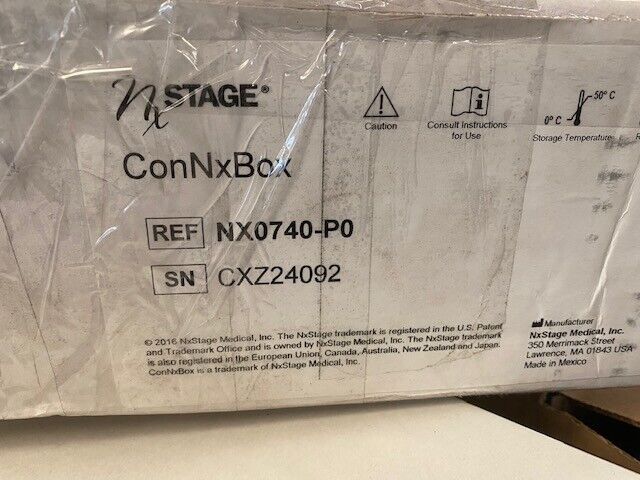 NxSTAGE®
Caution
Consult Instructions
for Use
0° C
50° C
Storage Temperature
ConNxBox
REF NX0740-P0
SN CXZ24092
© 2016 NxStage Medical, Inc. The NxStage trademark is registered in the U.S. Patent
and Trademark Office and is owned by NxStage Medical, Inc. The NxStage trademark
is also registered in the European Union, Canada, Australia, New Zealand and Japan.
ConNxBox is a trademark of NxStage Medical, Inc.
Manufacturer
NxStage Medical, Inc.
350 Merrimack Street
Lawrence, MA 01843 USA
Made in Mexico